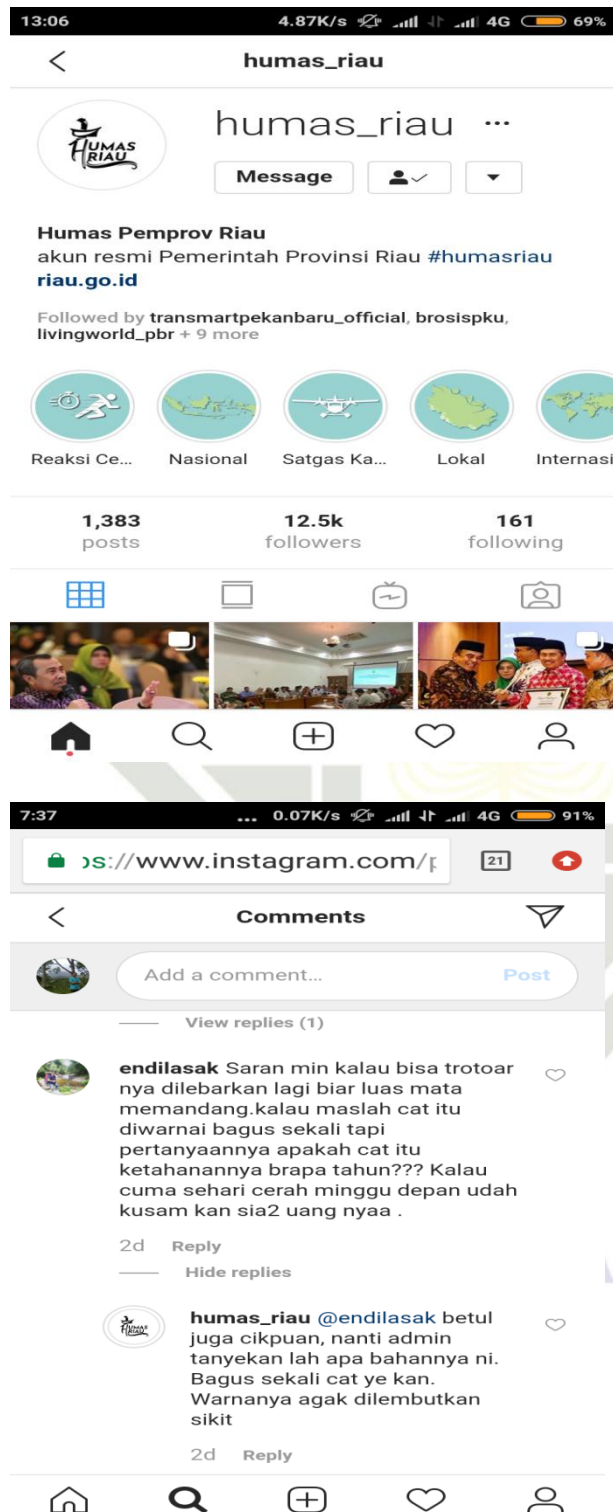 13:06 4.87K/s 4G 69%
humas_riau
HUMAS
RIAU
humas_riau ...
Message
Humas Pemprov Riau
akun resmi Pemerintah Provinsi Riau #humasriau
riau.go.id
Followed by transmartpekanbaru_official, brosispku,
livingworld_pbr + 9 more
Reaksi Ce... Nasional Satgas Ka... Lokal Internasi
1,383 12.5k 161
posts followers following
7:37 ... 0.07K/s 4G 91%
ps://www.instagram.com/p 21
Comments
Add a comment... Post
View replies (1)
endilasak Saran min kalau bisa trotoar
nya dilebarkan lagi biar luas mata
memandang.kalau maslah cat itu
diwarnai bagus sekali tapi
pertanyaannya apakah cat itu
ketahanannya brapa tahun??? Kalau
cuma sehari cerah minggu depan udah
kusam kan sia2 uang nyaa .
2d Reply
Hide replies
HUMAS
RIAU
humas_riau @endilasak betul
juga cikpuan, nanti admin
tanyekan lah apa bahannya ni.
Bagus sekali cat ye kan.
Warnanya agak dilembutkan
sikit
2d Reply